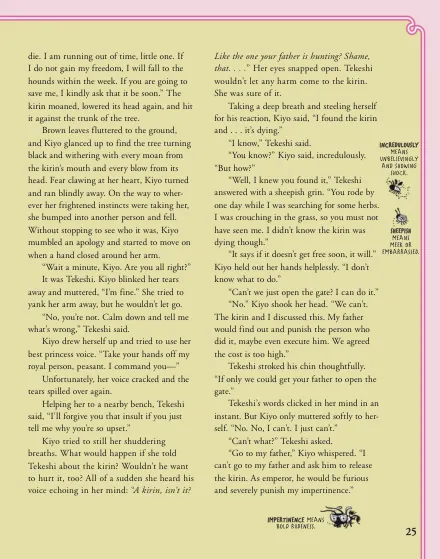 die. I am running out of time, little one. If
I do not gain my freedom, I will fall to the
hounds within the week. If you are going to
save me, I kindly ask that it be soon.” The
kirin moaned, lowered its head again, and hit
it against the trunk of the tree.
Brown leaves fluttered to the ground,
and Kiyo glanced up to find the tree turning
black and withering with every moan from
the kirin's mouth and every blow from its
head. Fear clawing at her heart, Kiyo turned
and ran blindly away. On the way to wher-
ever her frightened instincts were taking her,
she bumped into another person and fell.
Without stopping to see who it was, Kiyo
mumbled an apology and started to move on
when a hand closed around her arm.
“Wait a minute, Kiyo. Are you all right?”
It was Tekeshi. Kiyo blinked her tears
away and muttered, “I'm fine.” She tried to
yank her arm away, but he wouldn't let go.
“No, you're not. Calm down and tell me
what's wrong,” Tekeshi said.
Kiyo drew herself up and tried to use her
best princess voice. “Take your hands off my
royal person, peasant. I command you—”
Unfortunately, her voice cracked and the
tears spilled over again.
Helping her to a nearby bench, Tekeshi
said, “I'll forgive you that insult if you just
tell me why you're so upset.”
Kiyo tried to still her shuddering
breaths. What would happen if she told
Tekeshi about the kirin? Wouldn't he want
to hurt it, too? All of a sudden she heard his
voice echoing in her mind: “A kirin, isn't it?
Like the one your father is hunting? Shame,
that. . . .” Her eyes snapped open. Tekeshi
wouldn't let any harm come to the kirin.
She was sure of it.
Taking a deep breath and steeling herself
for his reaction, Kiyo said, “I found the kirin
and . . . it's dying.”
“I know,” Tekeshi said.
“You know?” Kiyo said, incredulously.
“But how?”
“Well, I knew you found it,” Tekeshi
answered with a sheepish grin. “You rode by
one day while I was searching for some herbs.
I was crouching in the grass, so you must not
have seen me. I didn't know the kirin was
dying though.”
“It says if it doesn't get free soon, it will.”
Kiyo held out her hands helplessly. “I don't
know what to do.”
“Can't we just open the gate? I can do it.”
“No.” Kiyo shook her head. “We can't.
The kirin and I discussed this. My father
would find out and punish the person who
did it, maybe even execute him. We agreed
the cost is too high.”
Tekeshi stroked his chin thoughtfully.
“If only we could get your father to open the
gate.”
Tekeshi's words clicked in her mind in an
instant. But Kiyo only muttered softly to her-
self. “No. No, I can't. I just can't.”
“Can't what?” Tekeshi asked.
“Go to my father,” Kiyo whispered. “I
can't go to my father and ask him to release
the kirin. As emperor, he would be furious
and severely punish my impertinence.”
INCREDULOUSLY
MEANS
UNBELIEVINGLY
AND SHOWING
SHOCK.
SHEEPISH
MEANS
MEEK OR
EMBARRASSED.
IMPERTINENCE MEANS
BOLD RUDENESS.
25